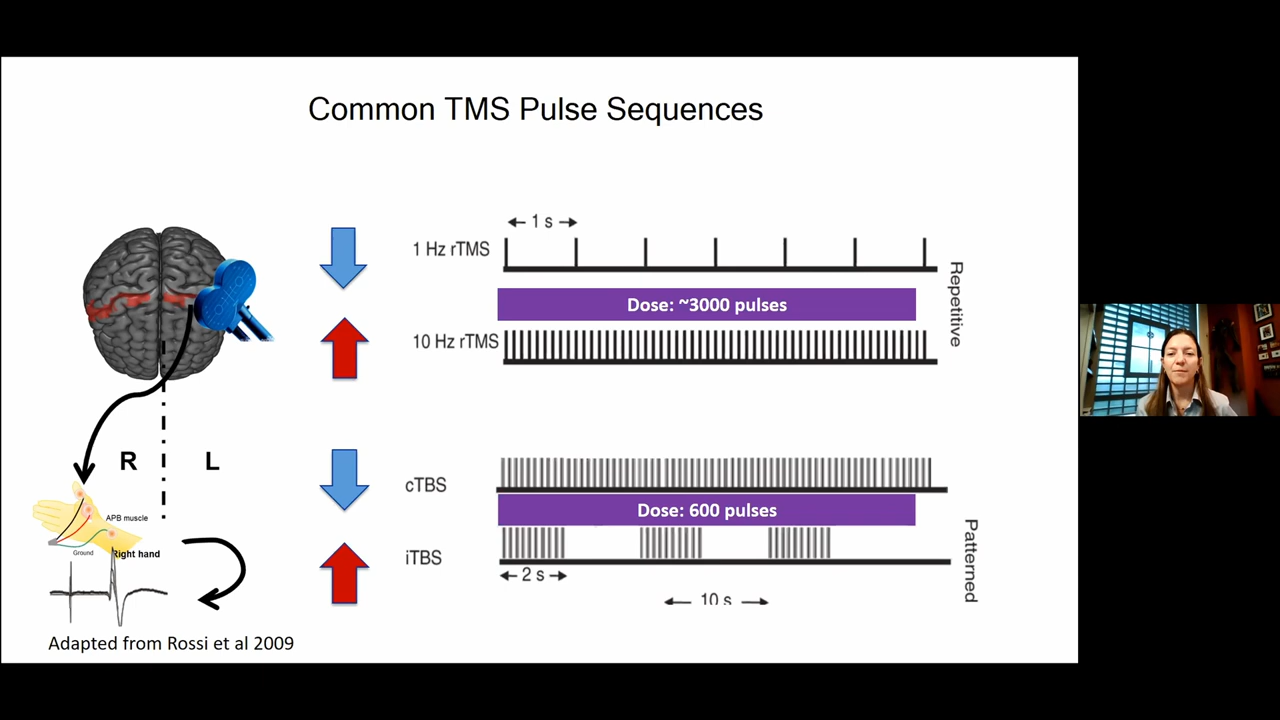 Common TMS Pulse Sequences
1 s
1 Hz rTMS
Dose: ~3000 pulses
10 Hz rTMS
Repetitive
R
L
cTBS
Dose: 600 pulses
iTBS
2 s
10 s
Patterned
APB muscle
Ground
Right hand
Adapted from Rossi et al 2009